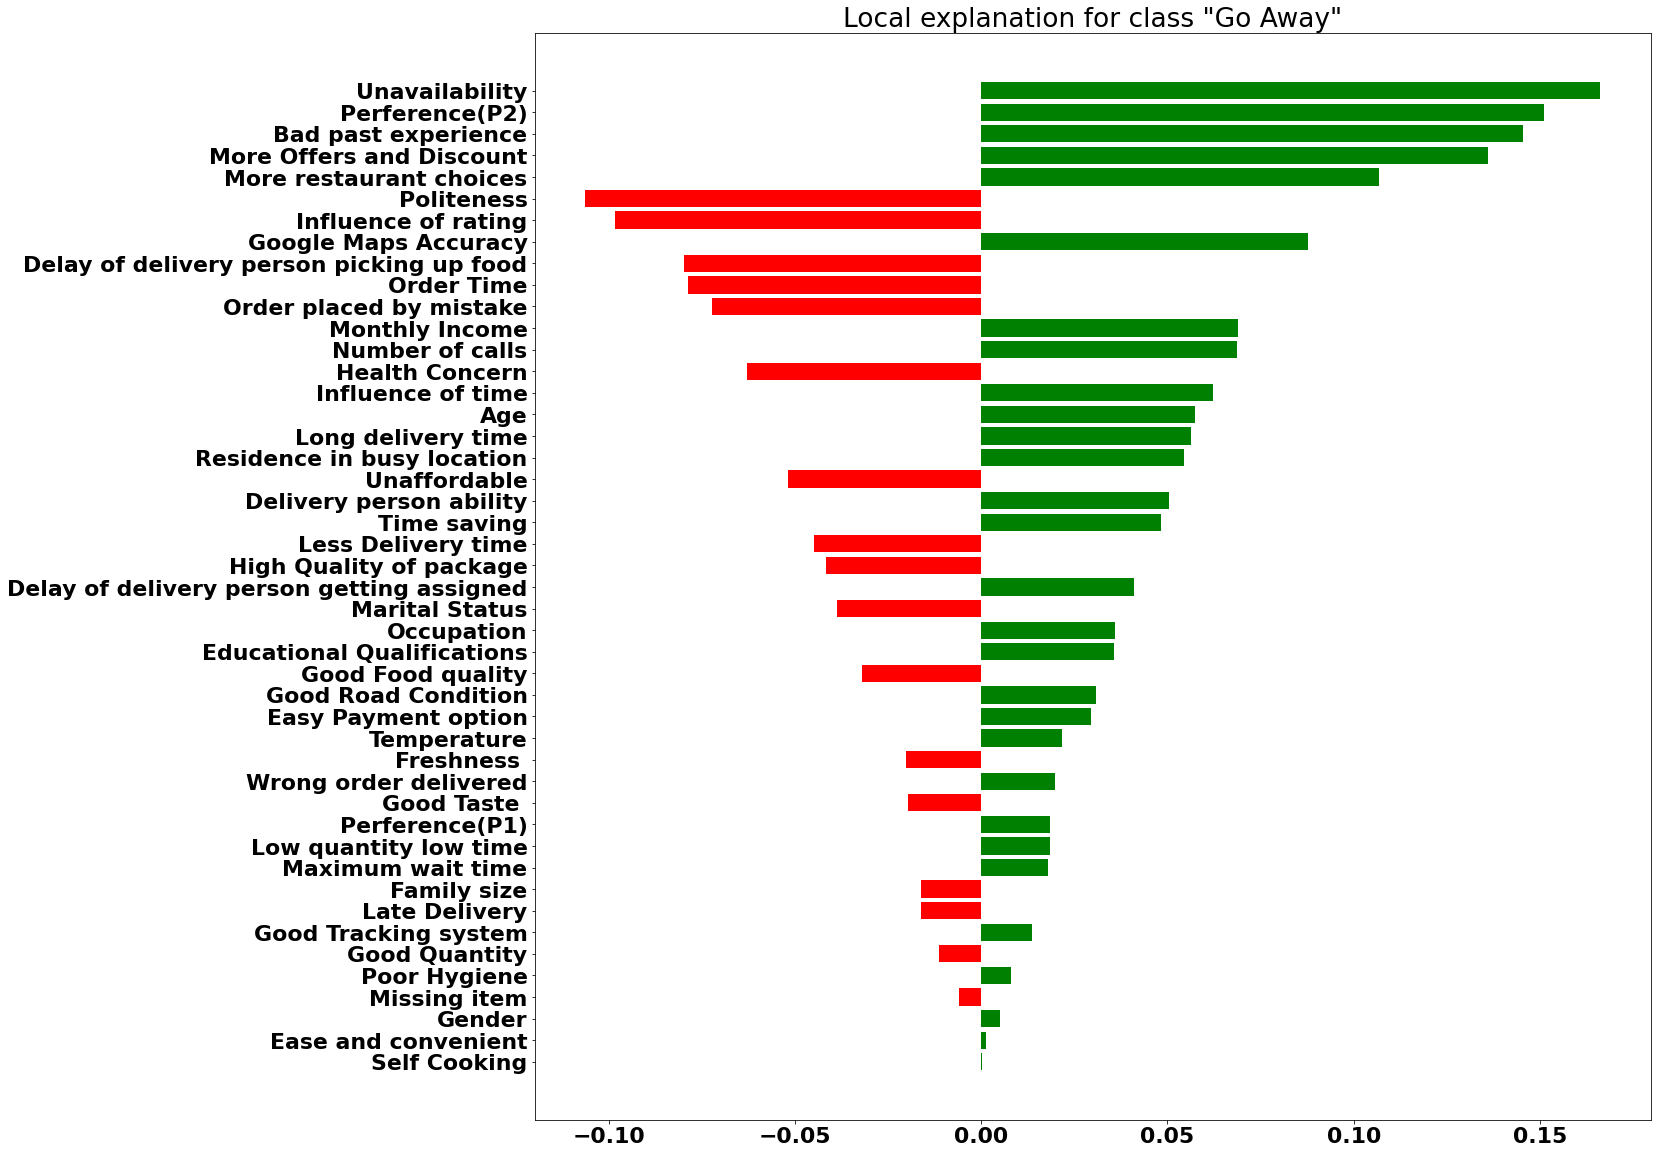 Local explanation for class "Go Away"
Unavailability
Perference(P2)
Bad past experience
More Offers and Discount
More restaurant choices
Politeness
Influence of rating
Google Maps Accuracy
Delay of delivery person picking up food
Order Time
Order placed by mistake
Monthly Income
Number of calls
Health Concern
Influence of time
Age
Long delivery time
Residence in busy location
Unaffordable
Delivery person ability
Time saving
Less Delivery time
High Quality of package
Delay of delivery person getting assigned
Marital Status
Occupation
Educational Qualifications
Good Food quality
Good Road Condition
Easy Payment option
Temperature
Freshness
Wrong order delivered
Good Taste
Perference(P1)
Low quantity low time
Maximum wait time
Family size
Late Delivery
Good Tracking system
Good Quantity
Poor Hygiene
Missing item
Gender
Ease and convenient
Self Cooking
−0.10 −0.05 0.00 0.05 0.10 0.15